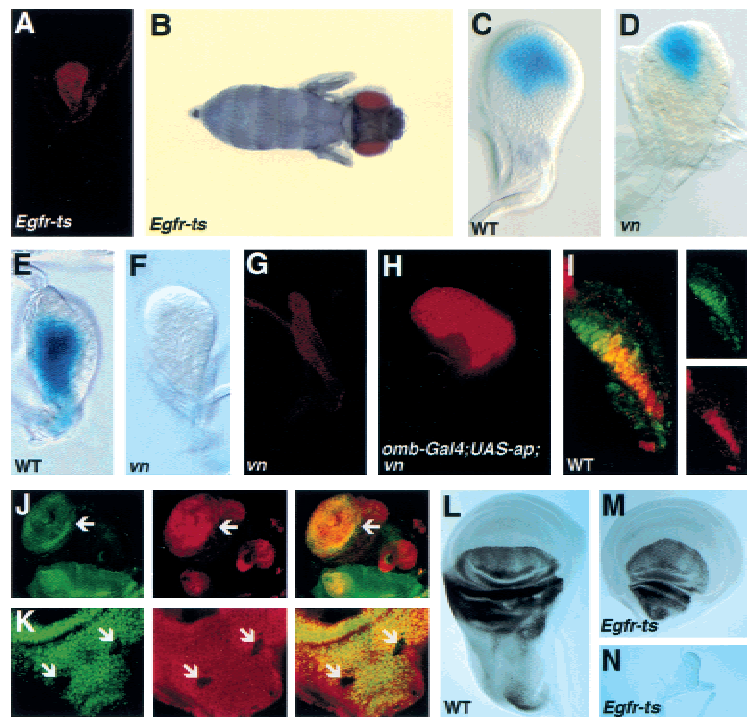 A
Egfr-ts
B
Egfr-ts
C
WT
D
vn
E
WT
F
vn
G
vn
H
omb-Gal4;UAS-ap;
vn
I
WT
J
K
L
WT
M
Egfr-ts
N
Egfr-ts